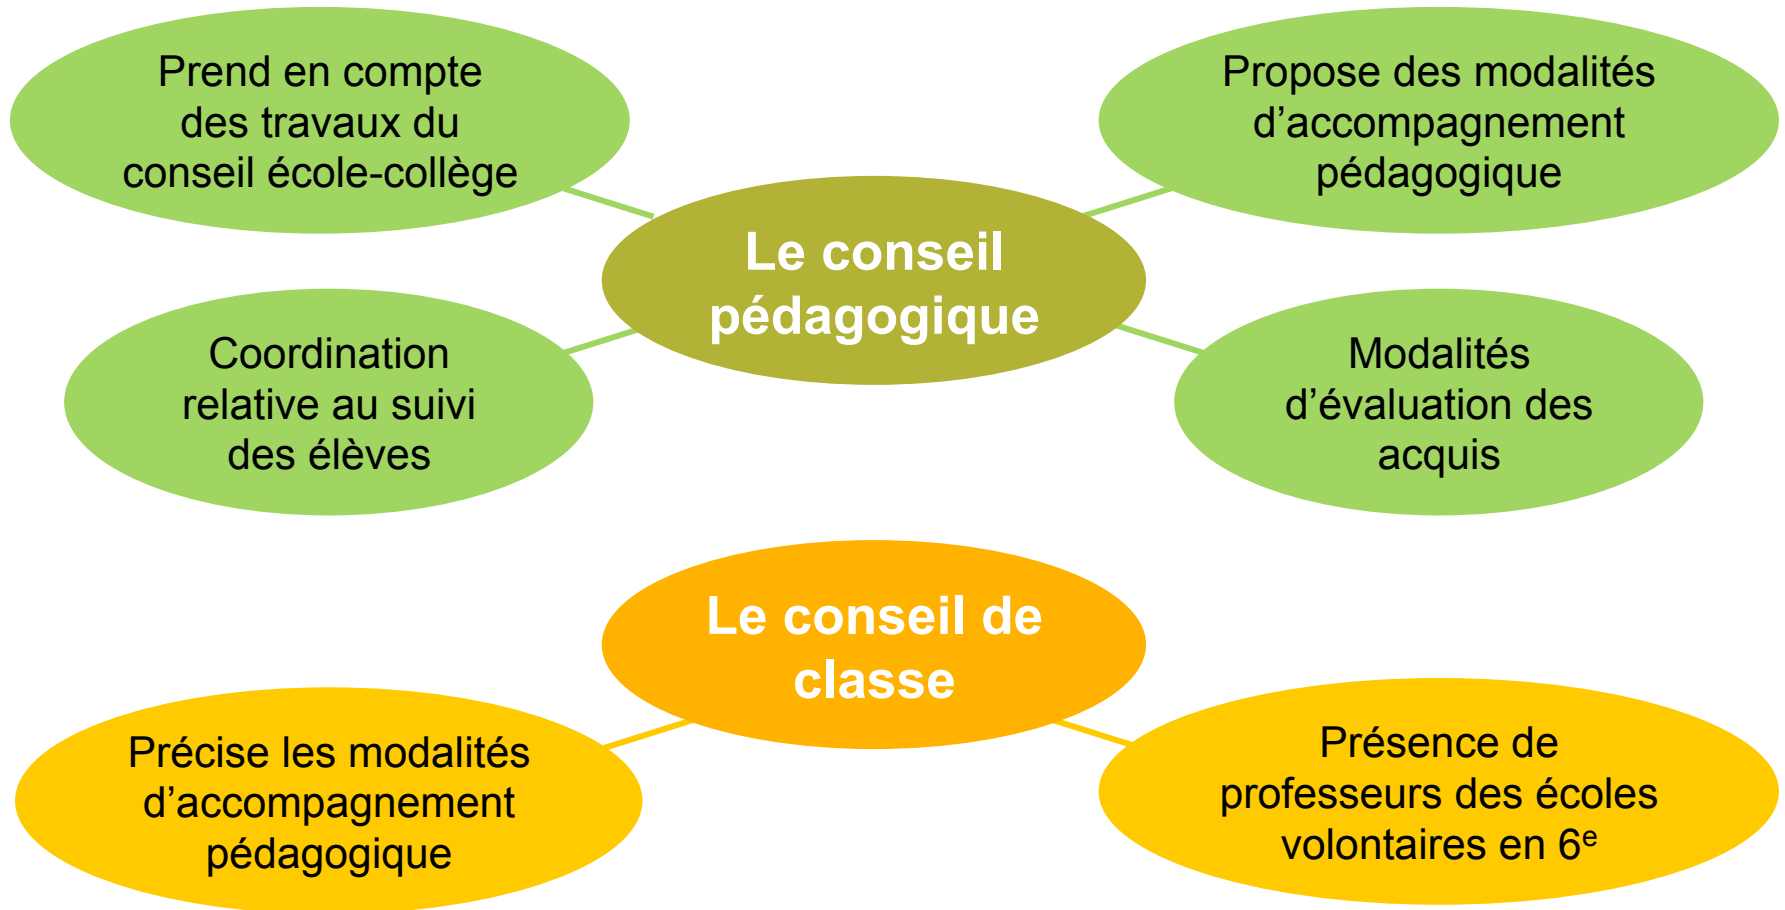 Prend en compte
des travaux du
conseil école-collège
Propose des modalités
d’accompagnement
pédagogique
Le conseil
pédagogique
Coordination
relative au suivi
des élèves
Modalités
d’évaluation des
acquis
Le conseil de
classe
Précise les modalités
d’accompagnement
pédagogique
Présence de
professeurs des écoles
volontaires en 6ᵉ